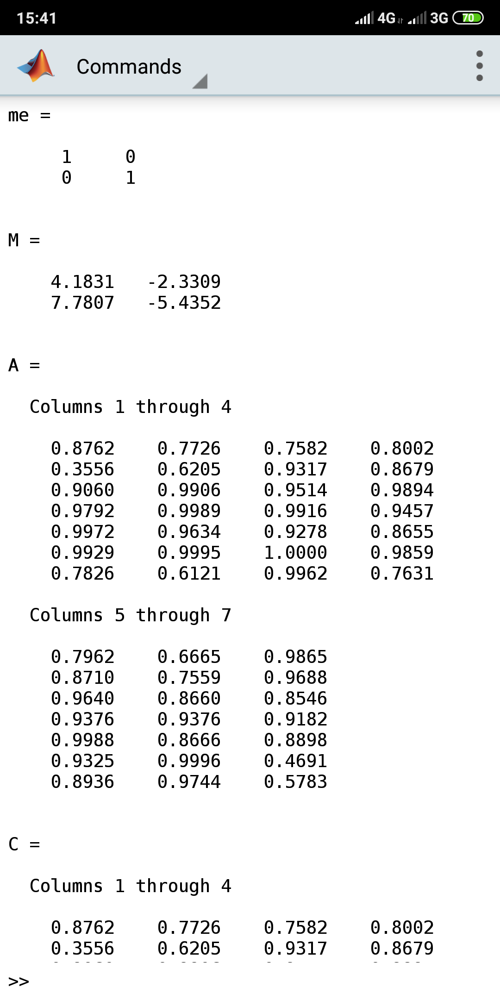 15:41 4G 3G 70
Commands
me =
1 0
0 1
M =
4.1831 -2.3309
7.7807 -5.4352
A =
Columns 1 through 4
0.8762 0.7726 0.7582 0.8002
0.3556 0.6205 0.9317 0.8679
0.9060 0.9906 0.9514 0.9894
0.9792 0.9989 0.9916 0.9457
0.9972 0.9634 0.9278 0.8655
0.9929 0.9995 1.0000 0.9859
0.7826 0.6121 0.9962 0.7631
Columns 5 through 7
0.7962 0.6665 0.9865
0.8710 0.7559 0.9688
0.9640 0.8660 0.8546
0.9376 0.9376 0.9182
0.9988 0.8666 0.8898
0.9325 0.9996 0.4691
0.8936 0.9744 0.5783
C =
Columns 1 through 4
0.8762 0.7726 0.7582 0.8002
0.3556 0.6205 0.9317 0.8679
>>